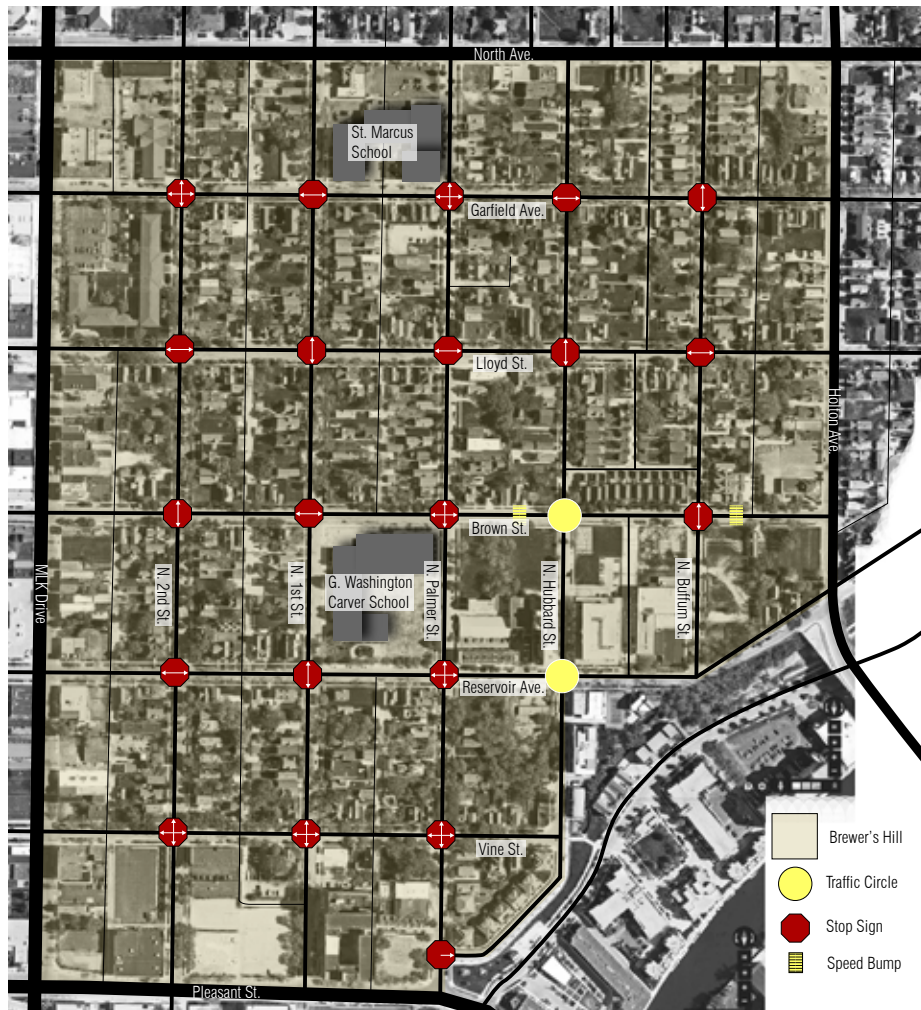 North Ave.
St. Marcus
School
Garfield Ave.
Lloyd St.
Holton Ave.
Brown St.
MLK Drive
N. 2nd St.
N. 1st St.
G. Washington
Carver School
N. Palmer St.
N. Hubbard St.
N. Buffum St.
Reservoir Ave.
Vine St.
Pleasant St.
Brewer's Hill
Traffic Circle
Stop Sign
Speed Bump